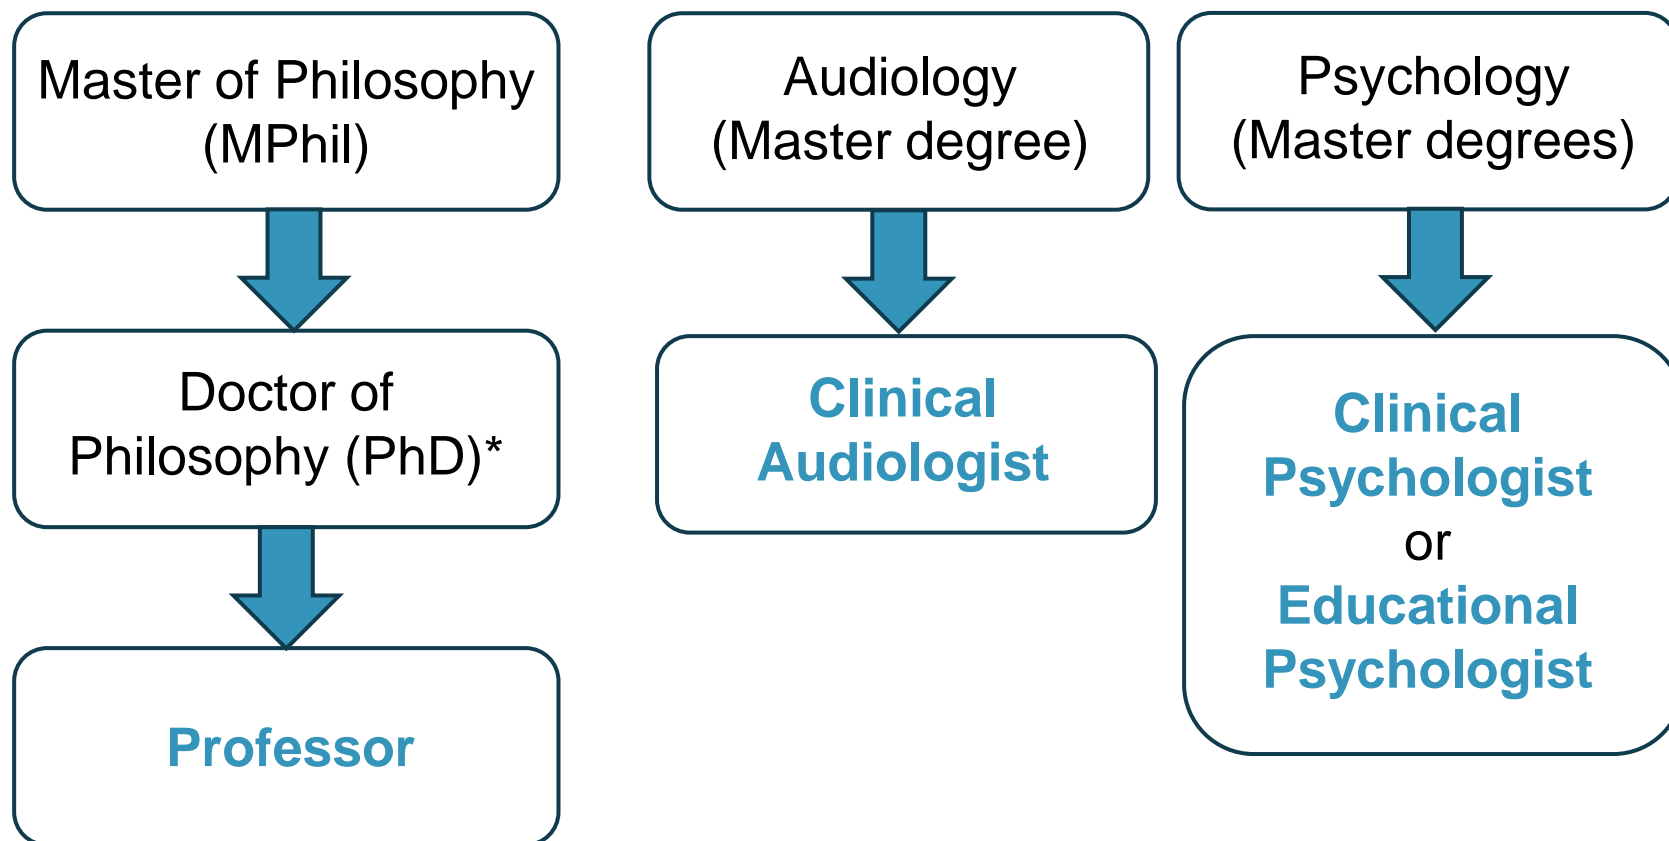 Master of Philosophy
(MPhil)
Audiology
(Master degree)
Psychology
(Master degrees)
Doctor of
Philosophy (PhD)*
Clinical
Audiologist
Clinical
Psychologist
or
Educational
Psychologist
Professor